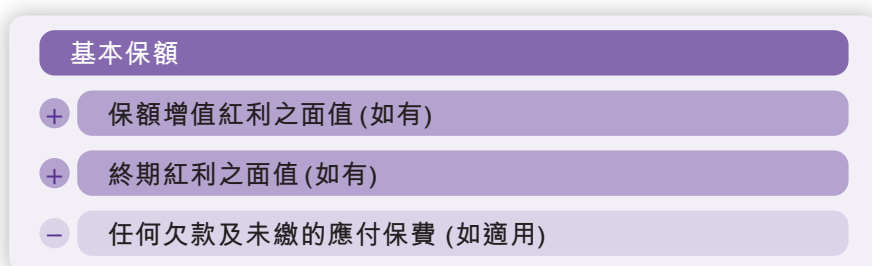 基本保額
+ 保額增值紅利之面值 (如有)
+ 終期紅利之面值 (如有)
− 任何欠款及未繳的應付保費 (如適用)